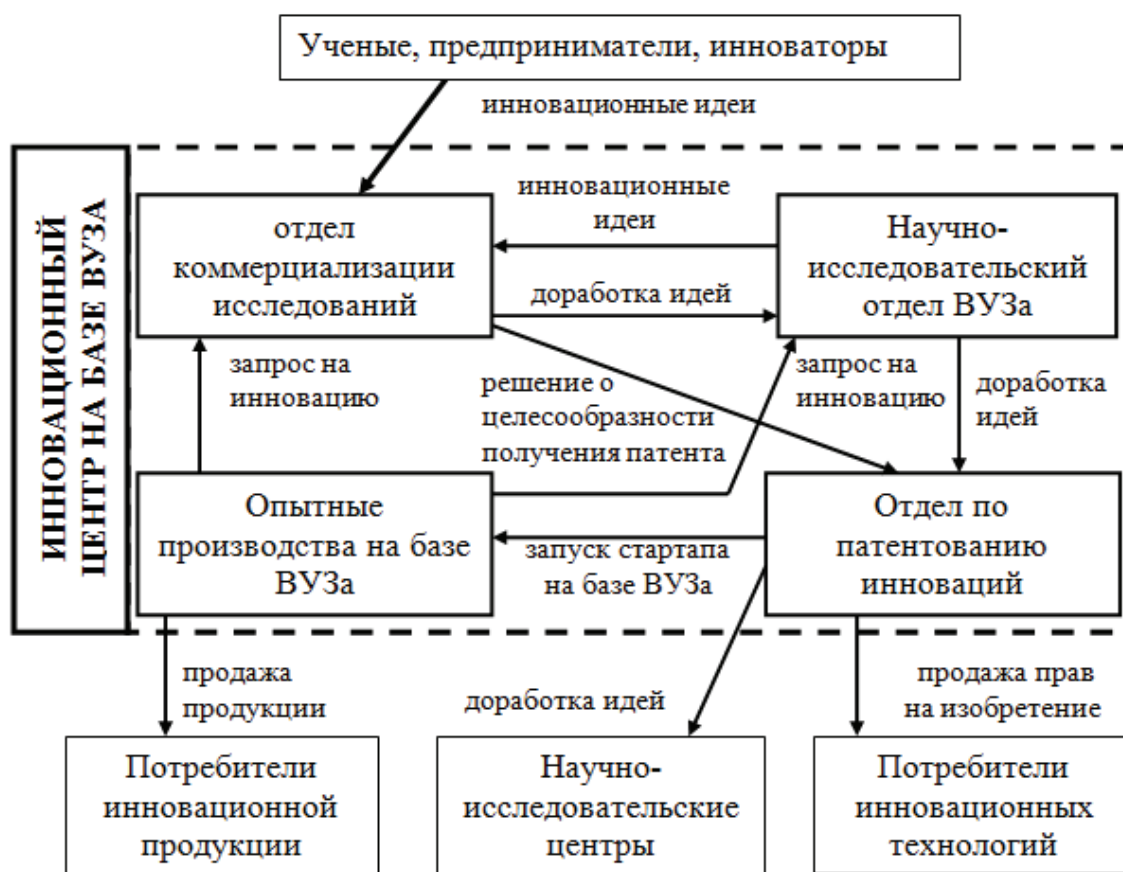 Ученые, предприниматели, инноваторы
инновационные идеи
ИННОВАЦИОННЫЙ
ЦЕНТР НА БАЗЕ ВУЗА
отдел
коммерциализации
исследований
инновационные
идеи
Научно-
исследовательский
отдел ВУЗа
доработка идей
запрос на
инновацию
решение о
целесообразности
получения патента
запрос на
инновацию
доработка
идей
Опытные
производства на базе
ВУЗа
запуск стартапа
на базе ВУЗа
Отдел по
патентованию
инноваций
продажа
продукции
доработка идей
продажа прав
на изобретение
Потребители
инновационной
продукции
Научно-
исследовательские
центры
Потребители
инновационных
технологий